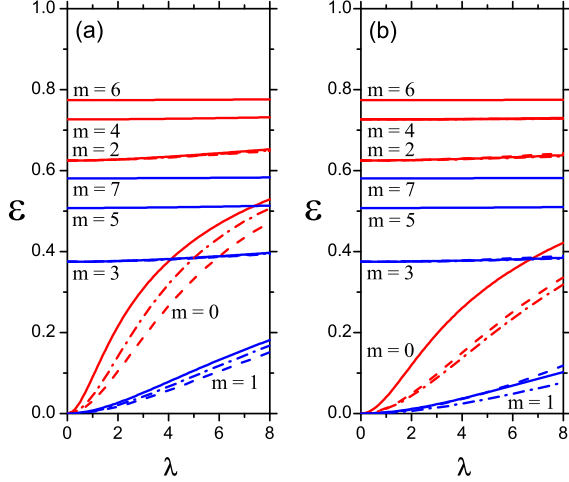 (a)
1.0
0.8
0.6
0.4
0.2
0.0
ε
m = 6
m = 4
m = 2
m = 7
m = 5
m = 3
m = 0
m = 1
0 2 4 6 8
λ
(b)
1.0
0.8
0.6
0.4
0.2
0.0
ε
m = 6
m = 4
m = 2
m = 7
m = 5
m = 3
m = 0
m = 1
0 2 4 6 8
λ